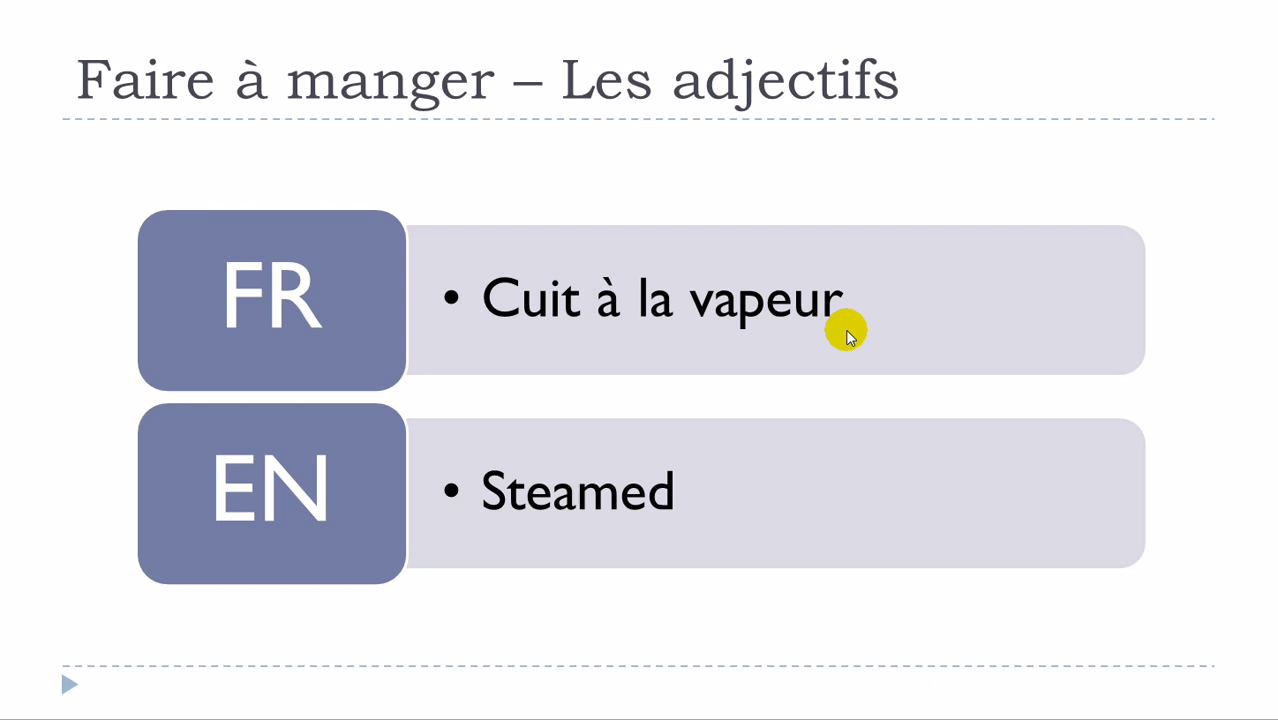 Faire à manger – Les adjectifs
FR
• Cuit à la vapeur
EN
• Steamed